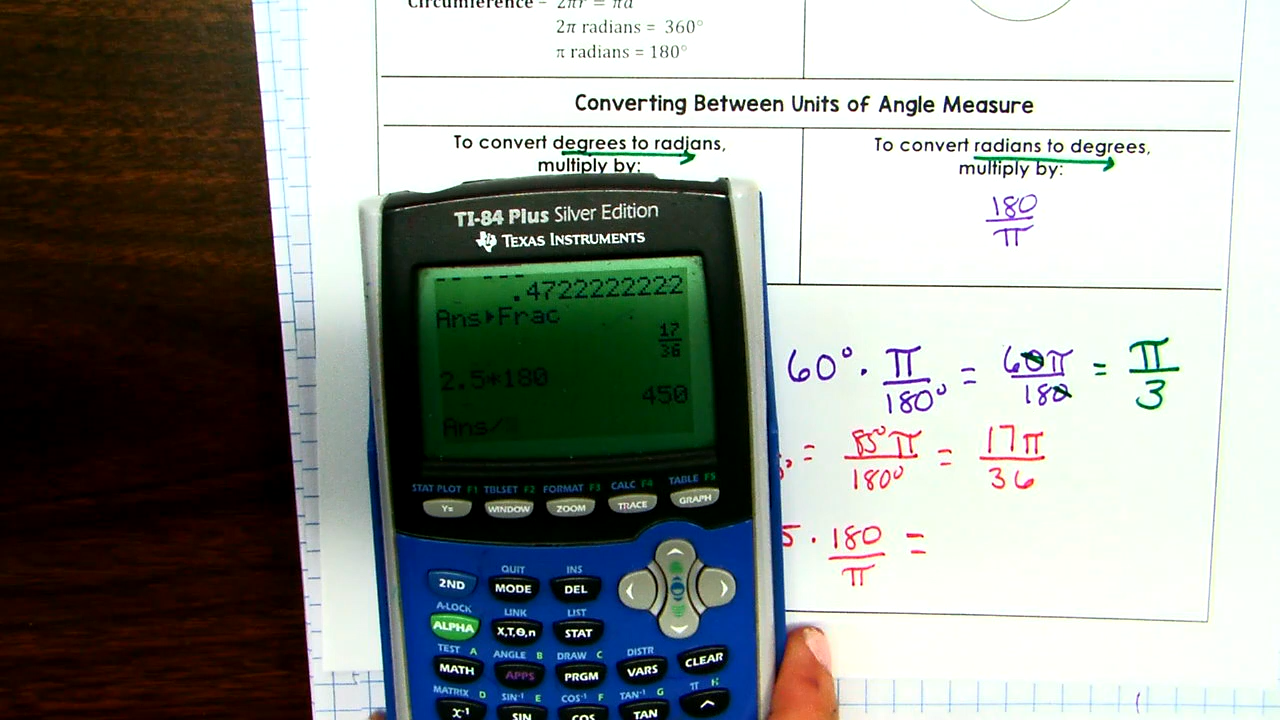 Circumference – 2πr = πd
2π radians = 360°
π radians = 180°
Converting Between Units of Angle Measure
To convert degrees to radians,
multiply by:
To convert radians to degrees,
multiply by:
180/π
TI-84 Plus Silver Edition
TEXAS INSTRUMENTS
.4722222222
Ans▸Frac
17/36
2.5*180
450
Ans/
60° · π/180° = 60π/180 = π/3
= 85°π/180° = 17π/36
5 · 180/π =
STAT PLOT F1 TBLSET F2 FORMAT F3 CALC F4 TABLE F5
Y= WINDOW ZOOM TRACE GRAPH
QUIT INS
2ND MODE DEL
A-LOCK LINK LIST
ALPHA X,T,Θ,n STAT
TEST A ANGLE B DRAW C DISTR
MATH APPS PRGM VARS CLEAR
MATRIX D SIN⁻¹ E COS⁻¹ F TAN⁻¹ G π H
X⁻¹ SIN COS TAN ^